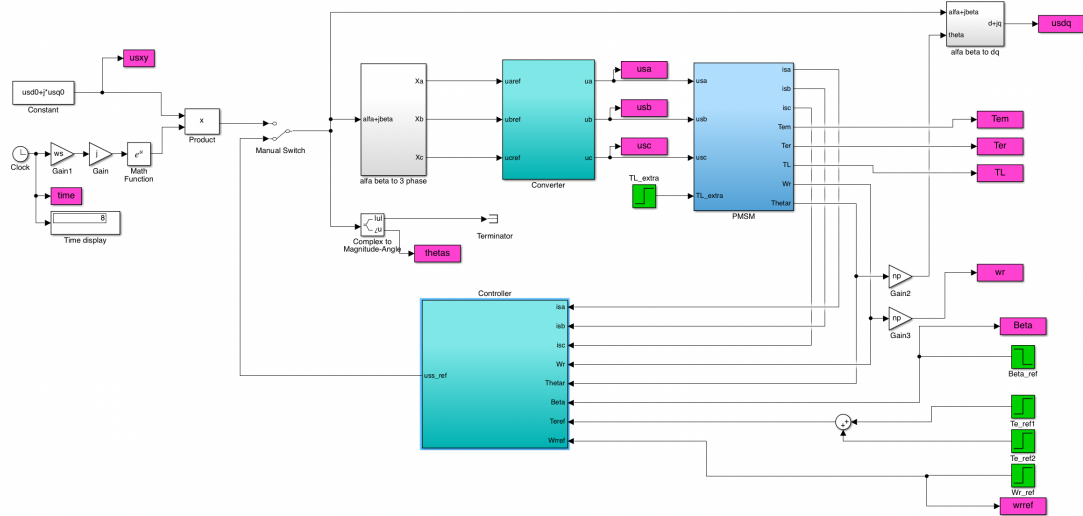 alfa+jbeta
theta
d+jq
alfa beta to dq
usdq
usxy
usd0+j*usq0
Constant
x
Product
Manual Switch
Clock
ws
Gain1
j
Gain
eᵘ
Math
Function
time
8
Time display
alfa+jbeta
Xa
Xb
Xc
alfa beta to 3 phase
uaref
ubref
ucref
ua
ub
uc
Converter
usa
usb
usc
TL_extra
usa
usb
usc
TL_extra
isa
isb
isc
Tem
Ter
TL
Wr
Thetar
PMSM
Tem
Ter
TL
|u|
∠u
Complex to
Magnitude-Angle
Terminator
thetas
np
Gain2
np
Gain3
wr
Controller
uss_ref
isa
isb
isc
Wr
Thetar
Beta
Teref
Wrref
Beta
Beta_ref
Te_ref1
Te_ref2
Wr_ref
wrref